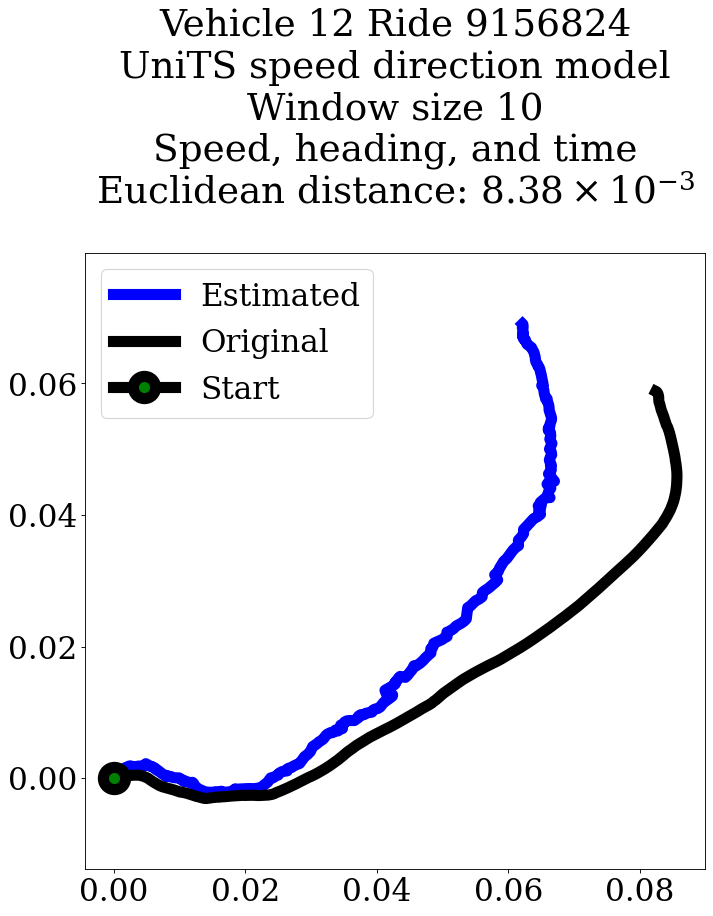 Vehicle 12 Ride 9156824
UniTS speed direction model
Window size 10
Speed, heading, and time
Euclidean distance: 8.38 × 10⁻³
Estimated
Original
Start
0.06
0.04
0.02
0.00
0.00 0.02 0.04 0.06 0.08